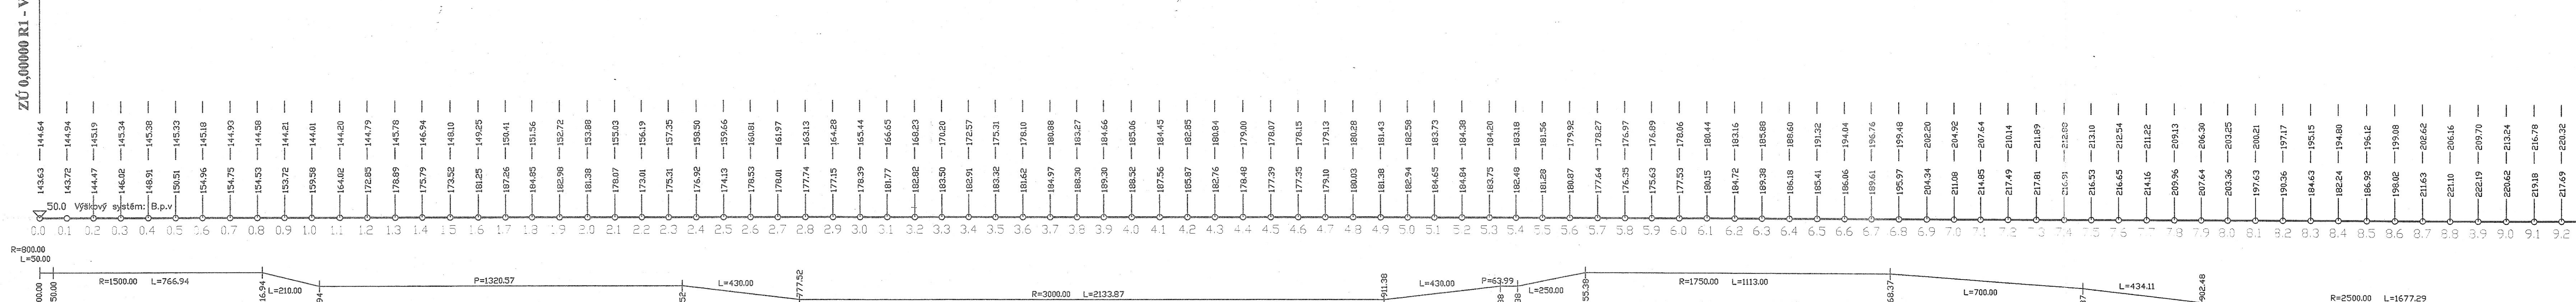 ZÚ 0,00000 R1 - V
144.64 144.94 145.19 145.34 145.38 145.33 145.18 144.93 144.58 144.21 144.01 144.20 144.79 145.78 146.94 148.10 149.25 150.41 151.56 152.72 153.88 155.03 156.19 157.35 158.50 159.66 160.81 161.97 163.13 164.28 165.44 166.65 168.23 170.20 172.57 175.31 178.10 180.88 183.27 184.66 185.06 184.45 182.85 180.84 179.00 178.07 178.15 179.13 180.28 181.43 182.58 183.73 184.38 184.20 183.18 181.56 179.92 178.27 176.97 176.89 178.06 180.44 183.16 185.88 188.60 191.32 194.04 196.76 199.48 202.20 204.92 207.64 210.14 211.89 212.88 213.10 212.54 211.22 209.13 206.30 203.25 200.21 197.17 195.15 194.80 196.12 199.08 202.62 206.16 209.70 213.24 216.78 220.32
143.63 143.72 144.47 146.02 148.91 150.51 154.96 154.75 154.53 153.72 159.58 164.02 172.85 178.89 175.79 173.52 181.25 187.26 184.85 182.98 181.38 178.07 173.01 175.31 176.92 174.13 178.53 178.01 177.74 177.15 178.39 181.77 182.82 183.50 182.91 183.32 181.62 184.97 188.30 189.30 188.52 187.56 185.87 182.76 178.48 177.39 177.35 179.10 180.03 181.38 182.94 184.65 184.84 183.75 182.48 181.28 180.87 177.64 176.35 175.63 177.53 180.15 184.72 189.38 185.41 186.06 189.61 195.97 204.34 211.08 214.85 217.49 217.81 216.91 216.53 216.65 214.16 209.96 207.64 203.36 197.63 190.36 184.63 182.24 186.92 198.02 211.63 221.10 222.19 220.62 219.18 217.69
50.0 Výškový systém: B.p.v
0.0 0.1 0.2 0.3 0.4 0.5 0.6 0.7 0.8 0.9 1.0 1.1 1.2 1.3 1.4 1.5 1.6 1.7 1.8 1.9 2.0 2.1 2.2 2.3 2.4 2.5 2.6 2.7 2.8 2.9 3.0 3.1 3.2 3.3 3.4 3.5 3.6 3.7 3.8 3.9 4.0 4.1 4.2 4.3 4.4 4.5 4.6 4.7 4.8 4.9 5.0 5.1 5.2 5.3 5.4 5.5 5.6 5.7 5.8 5.9 6.0 6.1 6.2 6.3 6.4 6.5 6.6 6.7 6.8 6.9 7.0 7.1 7.2 7.3 7.4 7.5 7.6 7.7 7.8 7.9 8.0 8.1 8.2 8.3 8.4 8.5 8.6 8.7 8.8 8.9 9.0 9.1 9.2
R=800.00
L=50.00
R=1500.00 L=766.94 L=210.00 P=1320.57 L=430.00 R=3000.00 L=2133.87 L=430.00 P=63.99 L=250.00 R=1750.00 L=1113.00 L=700.00 L=434.11 R=2500.00 L=1677.29
00.00 50.00 16.94 94 52 777.52 911.38 38 38 55.38 68.37 902.48